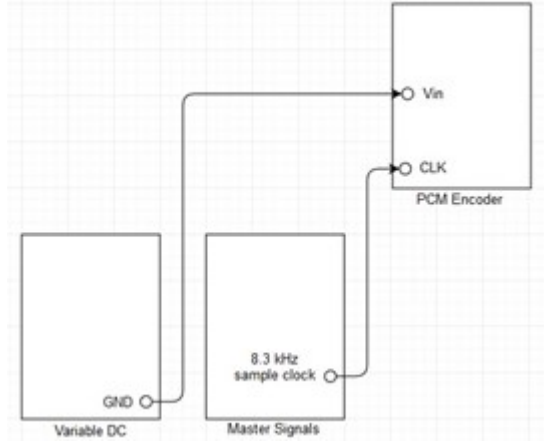 Vin
CLK
PCM Encoder
8.3 kHz
sample clock
GND
Variable DC
Master Signals